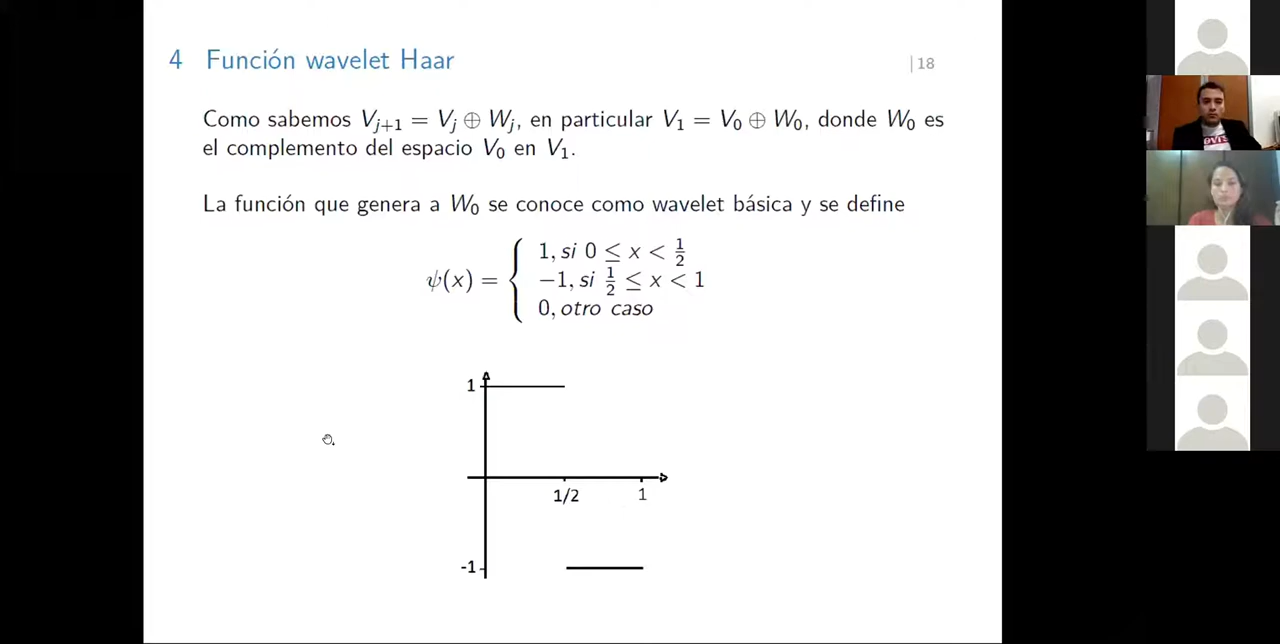 4 Función wavelet Haar
| 18
Como sabemos V_{j+1} = V_j ⊕ W_j, en particular V_1 = V_0 ⊕ W_0, donde W_0 es
el complemento del espacio V_0 en V_1.
La función que genera a W_0 se conoce como wavelet básica y se define
ψ(x) = { 1, si 0 ≤ x < 1/2
−1, si 1/2 ≤ x < 1
0, otro caso
1
1/2 1
-1